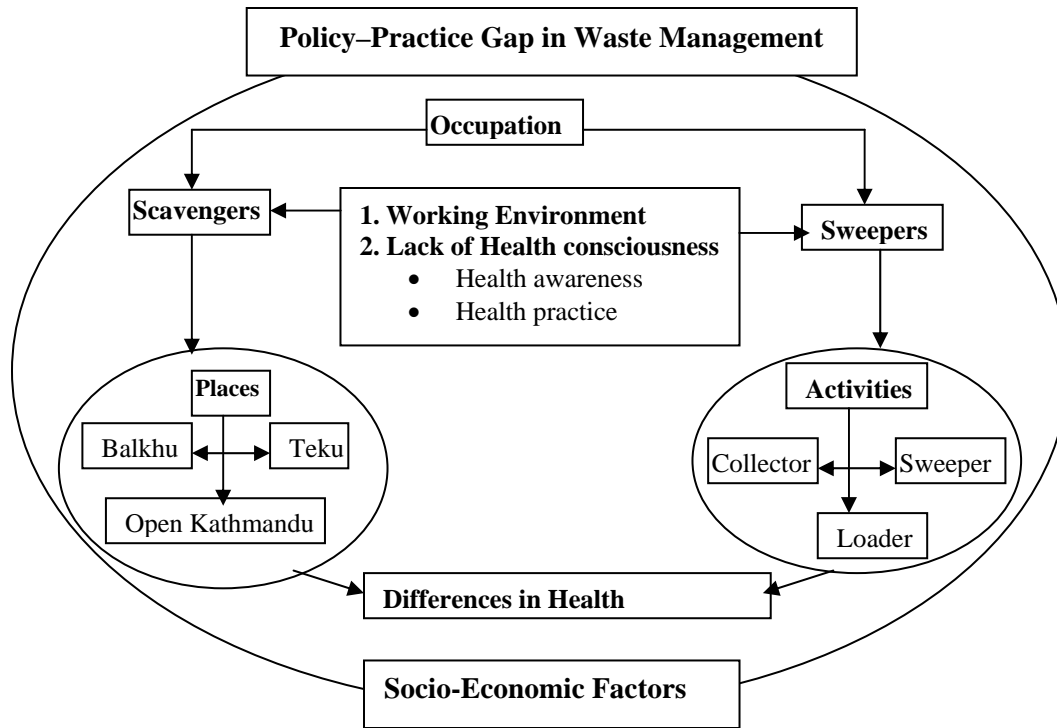 Policy–Practice Gap in Waste Management
Occupation
Scavengers
1. Working Environment
2. Lack of Health consciousness
• Health awareness
• Health practice
Sweepers
Places
Balkhu
Teku
Open Kathmandu
Activities
Collector
Sweeper
Loader
Differences in Health
Socio-Economic Factors